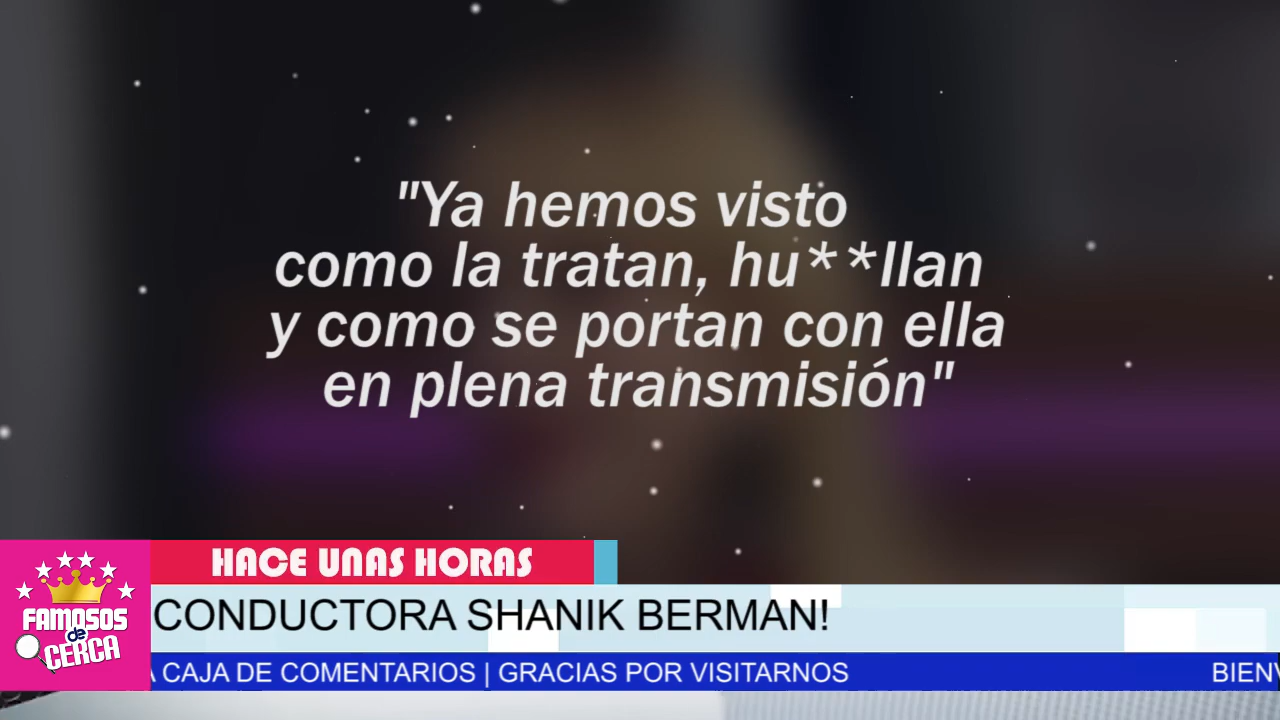 "Ya hemos visto
como la tratan, hu**llan
y como se portan con ella
en plena transmisión"
HACE UNAS HORAS
FAMOSOS
de
CERCA
CONDUCTORA SHANIK BERMAN!
A CAJA DE COMENTARIOS | GRACIAS POR VISITARNOS
BIENV